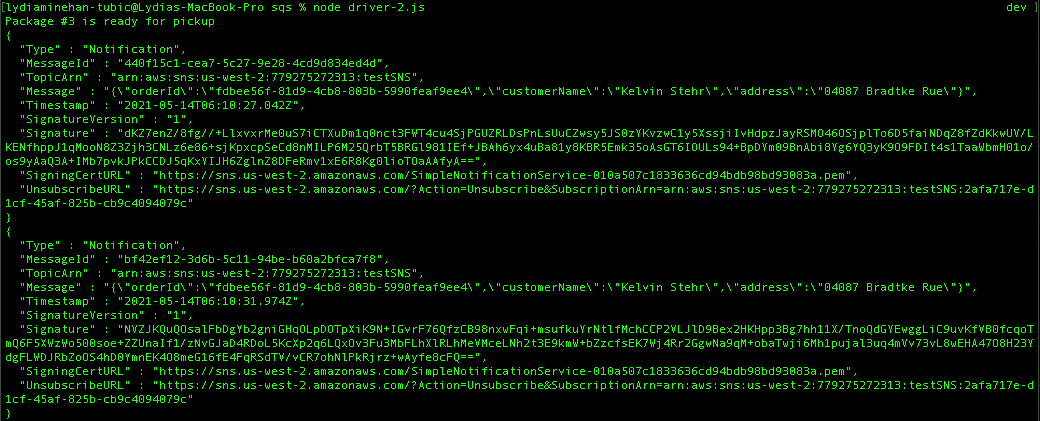 [lydiaminehan-tubic@Lydias-MacBook-Pro sqs % node driver-2.js dev ]
Package #3 is ready for pickup
{
"Type" : "Notification",
"MessageId" : "440f15c1-cea7-5c27-9e28-4cd9d834ed4d",
"TopicArn" : "arn:aws:sns:us-west-2:779275272313:testSNS",
"Message" : "{\"orderId\":\"fdbee56f-81d9-4cb8-803b-5990feaf9ee4\",\"customerName\":\"Kelvin Stehr\",\"address\":\"04087 Bradtke Rue\"}",
"Timestamp" : "2021-05-14T06:10:27.042Z",
"SignatureVersion" : "1",
"Signature" : "dKZ7enZ/8fg//+LlxvxrMe0uS7iCTXuDm1q0nct3FWT4cu4SjPGUZRLDsPnLsUuCZwsy5JS0zYKvzwC1y5XssjiIvHdpzJayRSMO46OSjplTo6D5faiNDqZ8fZdKkwUV/L
KENfhppJ1qMooN8Z3Zjh3CNLz6e86+sjKpxcpSeCd8nMILP6M25QrbT5BRGl981IEf+JBAh6yx4uBa81y8KBR5Emk35oAsGT6IOULs94+BpDYm09BnAbi8Yg6YQ3yK9O9FDIt4s1TaaWbmH01o/
os9yAaQ3A+IMb7pvkJPkCCDJ5qKxYIJH6ZglnZ8DFeRmv1xE6R8Kg0lioTOaAAfyA==",
"SigningCertURL" : "https://sns.us-west-2.amazonaws.com/SimpleNotificationService-010a507c1833636cd94bdb98bd93083a.pem",
"UnsubscribeURL" : "https://sns.us-west-2.amazonaws.com/?Action=Unsubscribe&SubscriptionArn=arn:aws:sns:us-west-2:779275272313:testSNS:2afa717e-d
1cf-45af-825b-cb9c4094079c"
}
{
"Type" : "Notification",
"MessageId" : "bf42ef12-3d6b-5c11-94be-b60a2bfca7f8",
"TopicArn" : "arn:aws:sns:us-west-2:779275272313:testSNS",
"Message" : "{\"orderId\":\"fdbee56f-81d9-4cb8-803b-5990feaf9ee4\",\"customerName\":\"Kelvin Stehr\",\"address\":\"04087 Bradtke Rue\"}",
"Timestamp" : "2021-05-14T06:10:31.974Z",
"SignatureVersion" : "1",
"Signature" : "NVZJKQuQOsalFbDgYb2gniGHqOLpDOTpXiK9N+IGvrF76QfzCB98nxwFqi+msufkuYrNtlfMchCCP2VLJlD9Bex2HKHpp3Bg7hh11X/TnoQdGYEwggLiC9uvKfVB0fcqoT
mQ6F5XWzWo500soe+ZZUnaIf1/zNvGJaD4RDoL5KcXp2q6LQxOv3Fu3MbFLhXlRLhMeVMceLNh2t3E9kmW+bZzcfsEK7Wj4Rr2GgwNa9qM+obaTwji6Mh1pujal3uq4mVv73vL8wEHA47O8H23Y
dgFLWDJRbZoOS4hD0YmnEK4O8meG16fE4FqRSdTV/vCR7ohNlPkRjrz+wAyfe8cFQ==",
"SigningCertURL" : "https://sns.us-west-2.amazonaws.com/SimpleNotificationService-010a507c1833636cd94bdb98bd93083a.pem",
"UnsubscribeURL" : "https://sns.us-west-2.amazonaws.com/?Action=Unsubscribe&SubscriptionArn=arn:aws:sns:us-west-2:779275272313:testSNS:2afa717e-d
1cf-45af-825b-cb9c4094079c"
}